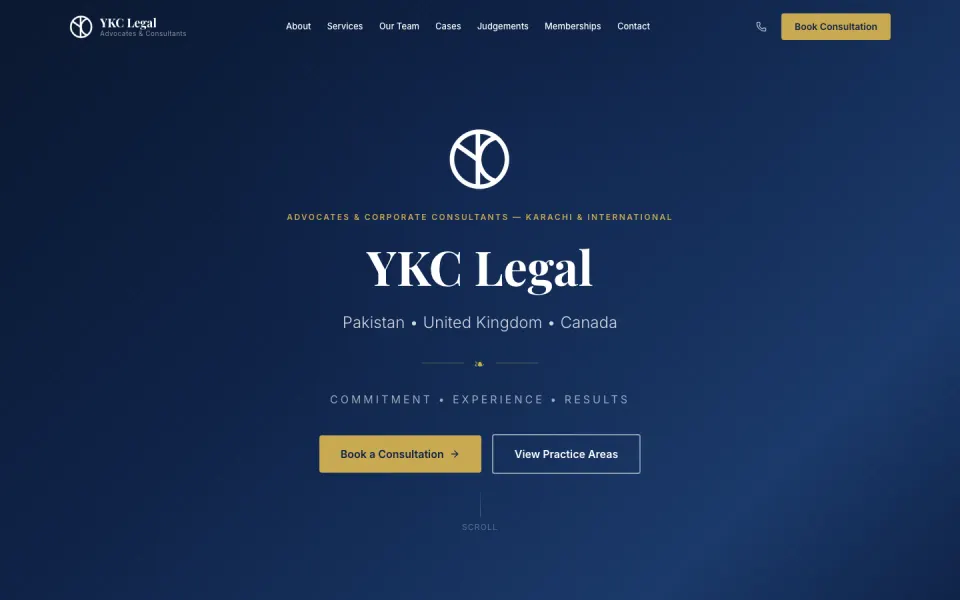 YKC Legal
Advocates & Consultants
About Services Our Team Cases Judgements Memberships Contact
Book Consultation
ADVOCATES & CORPORATE CONSULTANTS — KARACHI & INTERNATIONAL
YKC Legal
Pakistan • United Kingdom • Canada
COMMITMENT • EXPERIENCE • RESULTS
Book a Consultation →
View Practice Areas
SCROLL